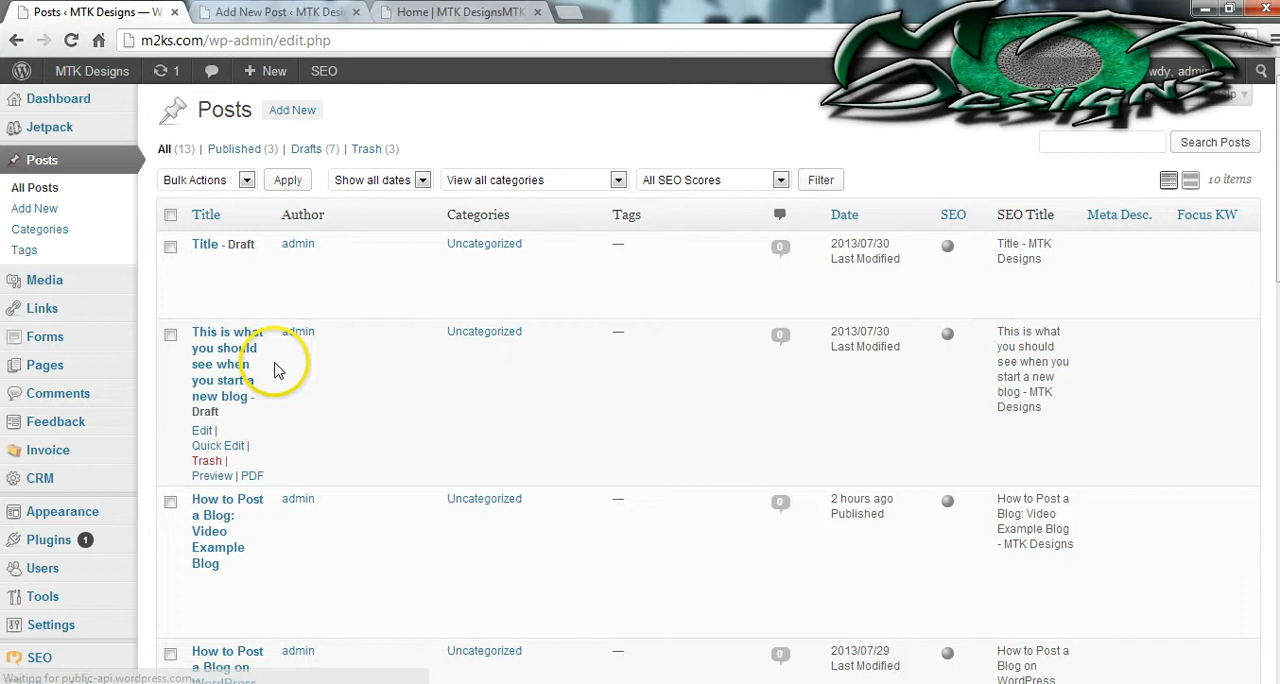 Posts ‹ MTK Designs — W
Add New Post ‹ MTK Desi
Home | MTK DesignsMTK
m2ks.com/wp-admin/edit.php
MTK Designs
1
New
SEO
wdy, admin
MTK
Designs
Dashboard
Jetpack
Posts
All Posts
Add New
Categories
Tags
Media
Links
Forms
Pages
Comments
Feedback
Invoice
CRM
Appearance
Plugins 1
Users
Tools
Settings
SEO
Posts Add New
All (13) | Published (3) | Drafts (7) | Trash (3)
Search Posts
Bulk Actions
Apply
Show all dates
View all categories
All SEO Scores
Filter
10 items
Title
Author
Categories
Tags
Date
SEO
SEO Title
Meta Desc.
Focus KW
Title - Draft
admin
Uncategorized
—
0
2013/07/30
Last Modified
Title - MTK
Designs
This is what
you should
see when
you start a
new blog -
Draft
Edit |
Quick Edit |
Trash |
Preview | PDF
admin
Uncategorized
—
0
2013/07/30
Last Modified
This is what
you should
see when
you start a
new blog - MTK
Designs
How to Post
a Blog:
Video
Example
Blog
admin
Uncategorized
—
0
2 hours ago
Published
How to Post a
Blog: Video
Example Blog
- MTK Designs
How to Post
a Blog on
WordPress
admin
Uncategorized
—
0
2013/07/29
Last Modified
How to Post a
Blog on
WordPress
Waiting for public-api.wordpress.com...